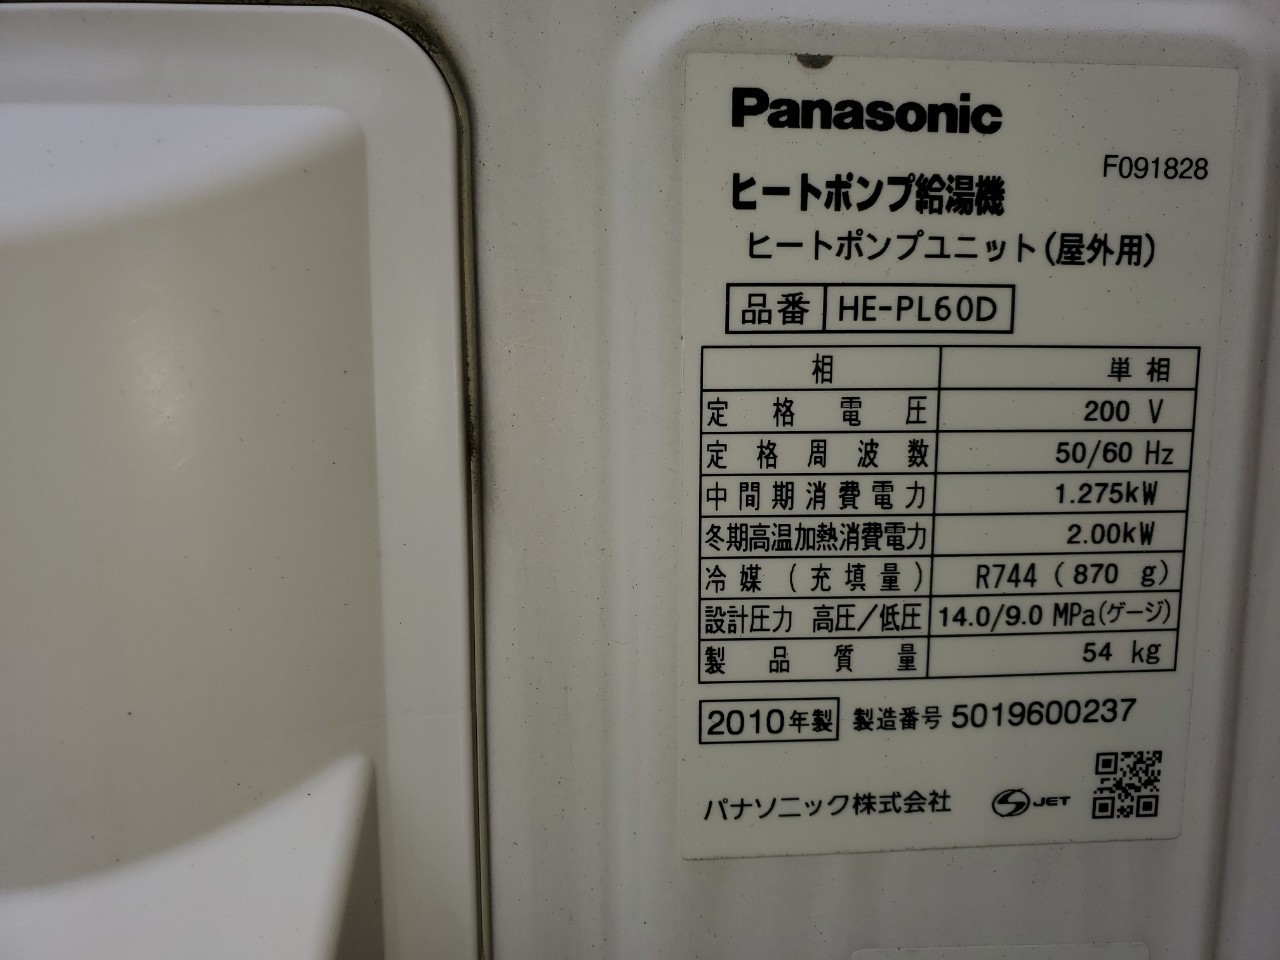 Panasonic
F091828
ヒートポンプ給湯機
ヒートポンプユニット(屋外用)
品番 HE-PL60D
相 単相
定格電圧 200 V
定格周波数 50/60 Hz
中間期消費電力 1.275kW
冬期高温加熱消費電力 2.00kW
冷媒(充填量) R744 (870 g)
設計圧力 高圧/低圧 14.0/9.0 MPa(ゲージ)
製品質量 54 kg
2010年製 製造番号 5019600237
パナソニック株式会社 JET